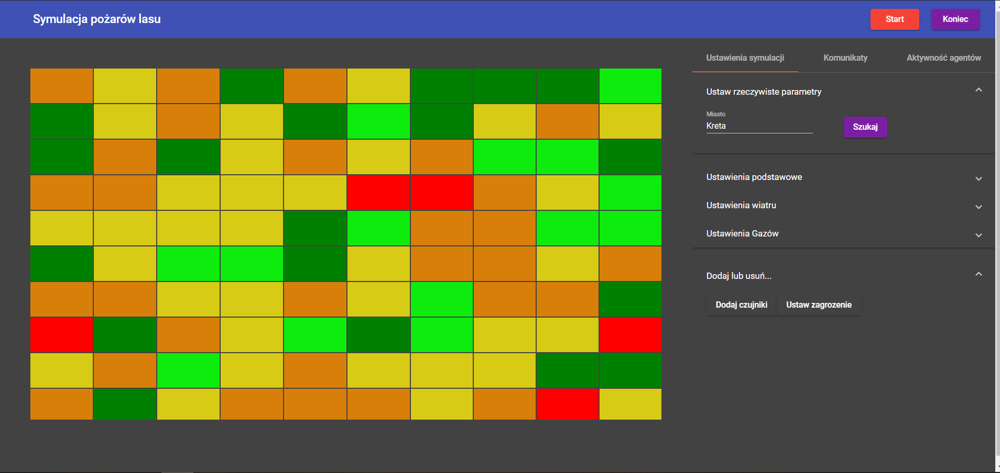 Symulacja pożarów lasu
Start
Koniec
Ustawienia symulacji
Komunikaty
Aktywność agentów
Ustaw rzeczywiste parametry
Miasto
Kreta
Szukaj
Ustawienia podstawowe
Ustawienia wiatru
Ustawienia Gazów
Dodaj lub usuń...
Dodaj czujniki
Ustaw zagrozenie